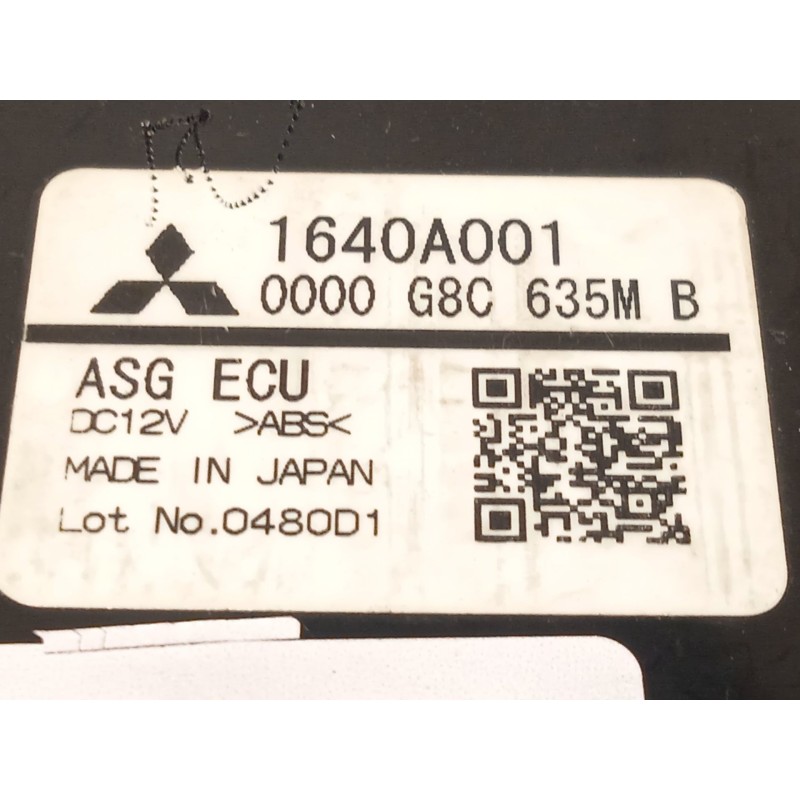 1640A001
0000 G8C 635M B
ASG ECU
DC12V >ABS<
MADE IN JAPAN
Lot No.0480D1